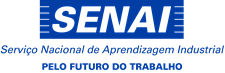 SENAI
Serviço Nacional de Aprendizagem Industrial
PELO FUTURO DO TRABALHO